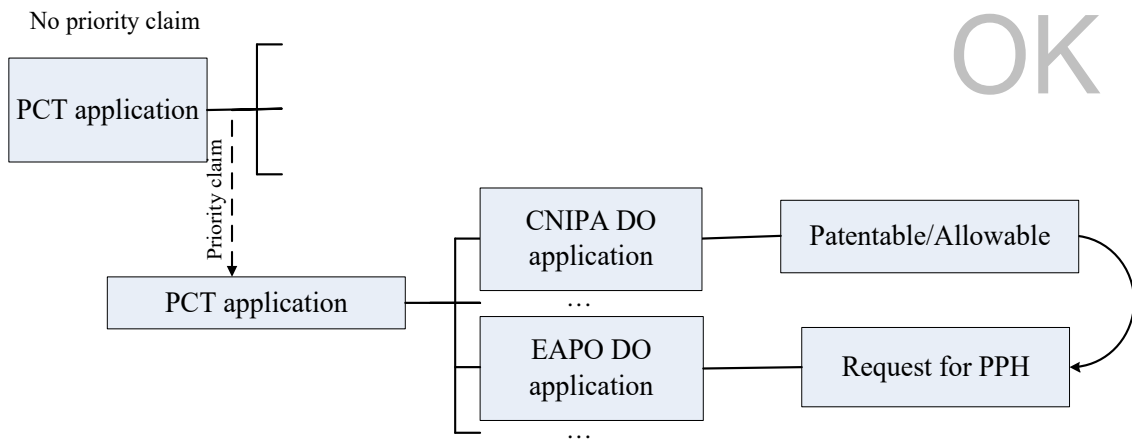 No priority claim
OK
PCT application
Priority claim
CNIPA DO
application
Patentable/Allowable
PCT application
…
EAPO DO
application
Request for PPH
…